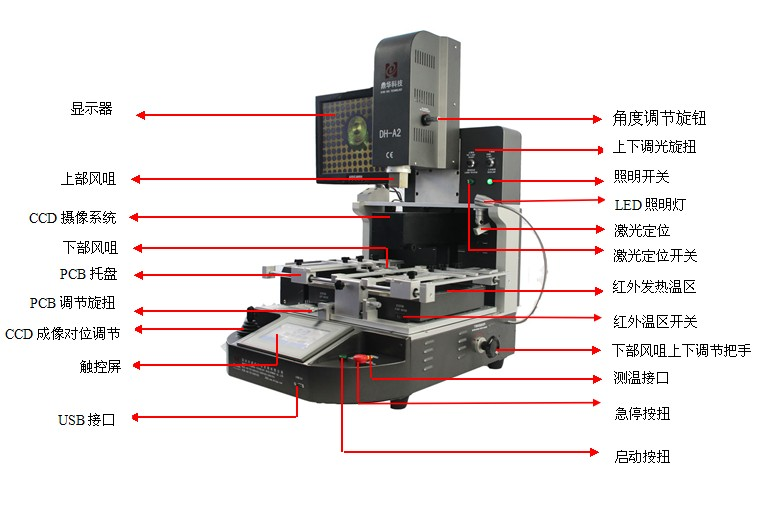 显示器
上部风咀
CCD 摄像系统
下部风咀
PCB 托盘
PCB 调节旋扭
CCD 成像对位调节
触控屏
USB 接口
鼎华科技
DH-A2
CE
角度调节旋钮
上下调光旋扭
照明开关
LED 照明灯
激光定位
激光定位开关
红外发热温区
红外温区开关
下部风咀上下调节把手
测温接口
急停按扭
启动按扭